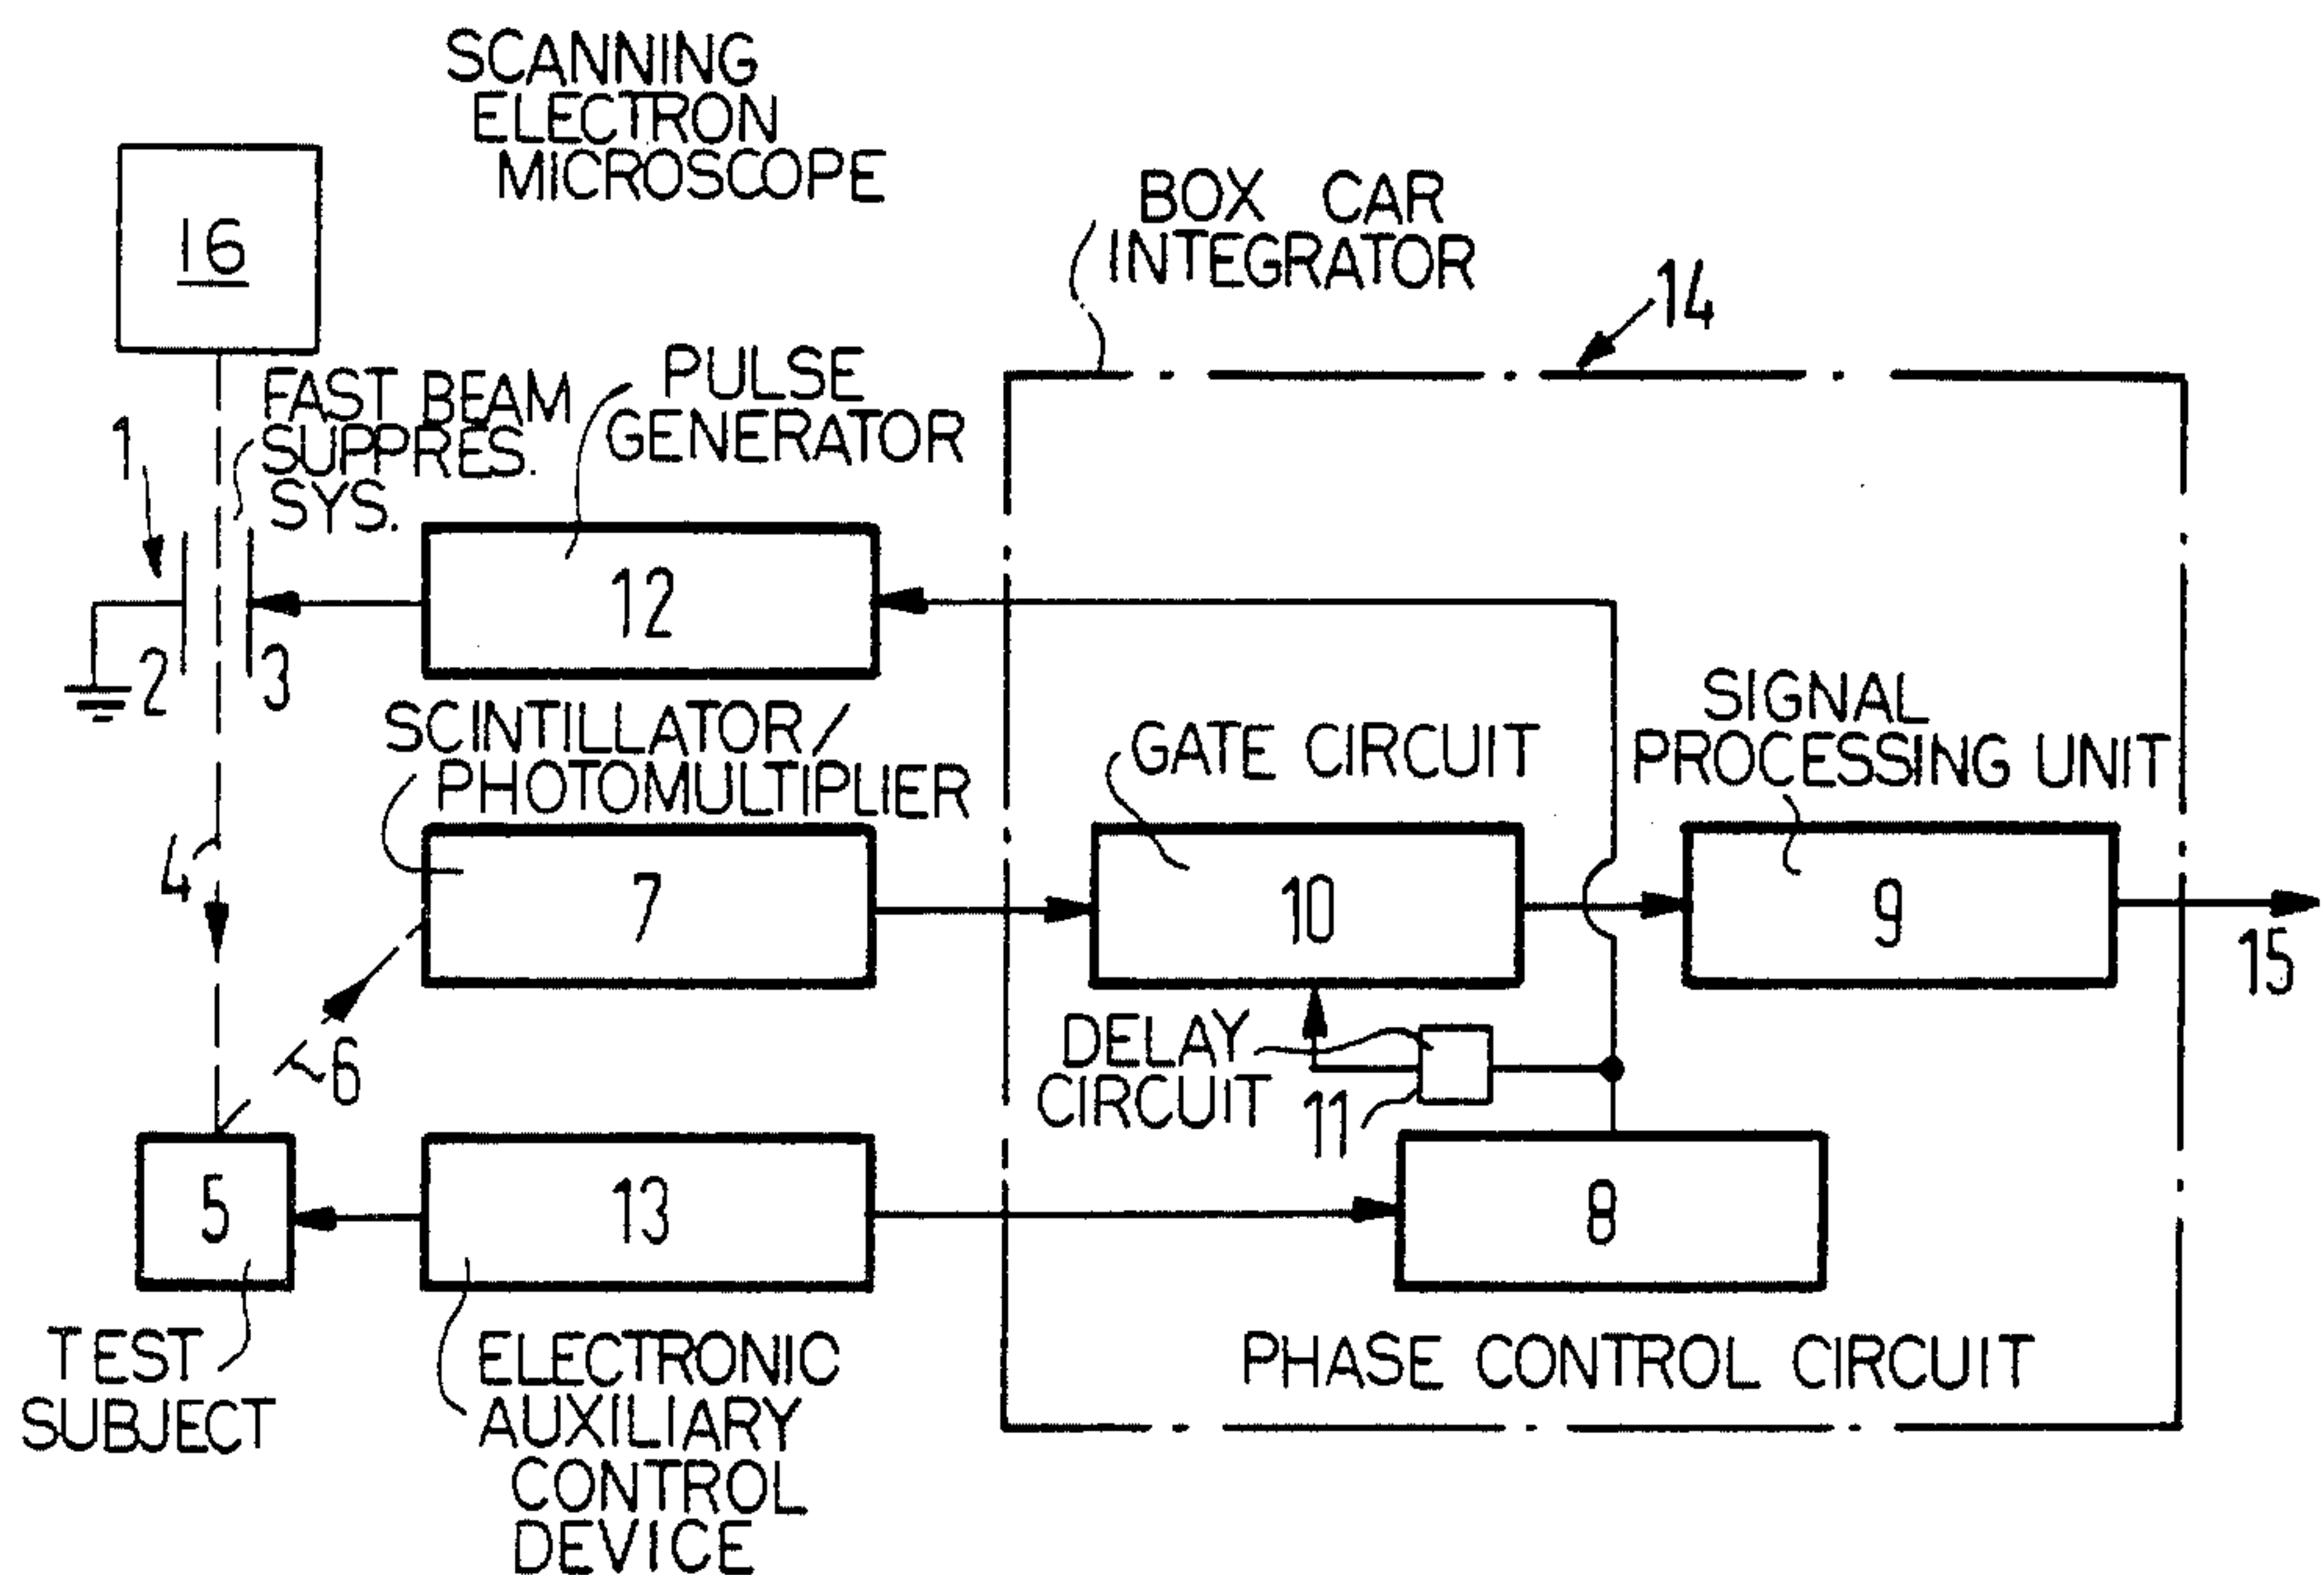 SCANNING
ELECTRON
MICROSCOPE
16
BOX CAR
INTEGRATOR
14
FAST BEAM
SUPPRES.
SYS.
1
PULSE
GENERATOR
12
2
3
SCINTILLATOR/
PHOTOMULTIPLIER
GATE CIRCUIT
SIGNAL
PROCESSING UNIT
4
7
10
9
15
6
DELAY
CIRCUIT
11
5
13
8
TEST
SUBJECT
ELECTRONIC
AUXILIARY
CONTROL
DEVICE
PHASE CONTROL CIRCUIT